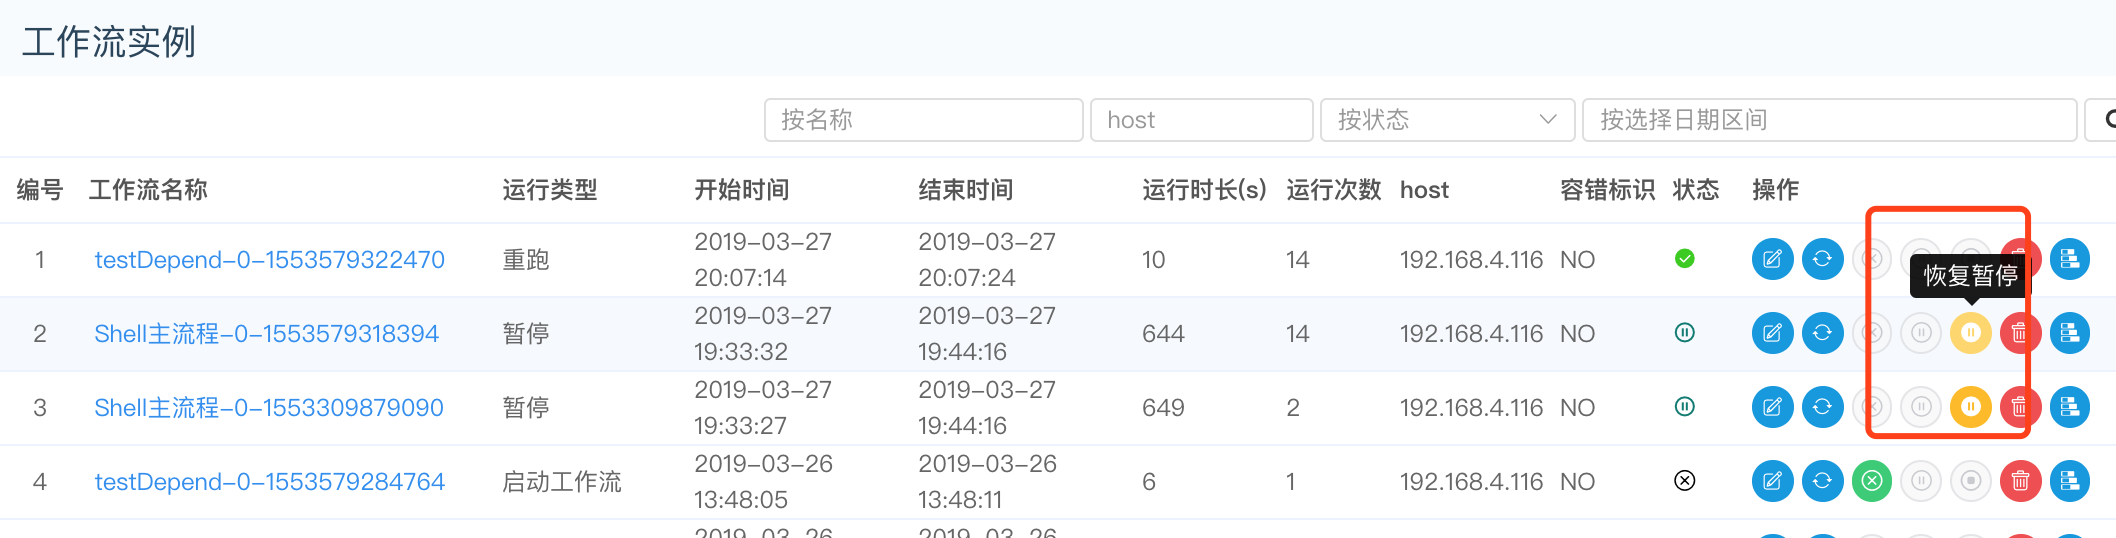 工作流实例
按名称 host 按状态 按选择日期区间
编号 工作流名称 运行类型 开始时间 结束时间 运行时长(s) 运行次数 host 容错标识 状态 操作
1 testDepend-0-1553579322470 重跑 2019-03-27 20:07:14 2019-03-27 20:07:24 10 14 192.168.4.116 NO
恢复暂停
2 Shell主流程-0-1553579318394 暂停 2019-03-27 19:33:32 2019-03-27 19:44:16 644 14 192.168.4.116 NO
3 Shell主流程-0-1553309879090 暂停 2019-03-27 19:33:27 2019-03-27 19:44:16 649 2 192.168.4.116 NO
4 testDepend-0-1553579284764 启动工作流 2019-03-26 13:48:05 2019-03-26 13:48:11 6 1 192.168.4.116 NO
2019-03-26 2019-03-26